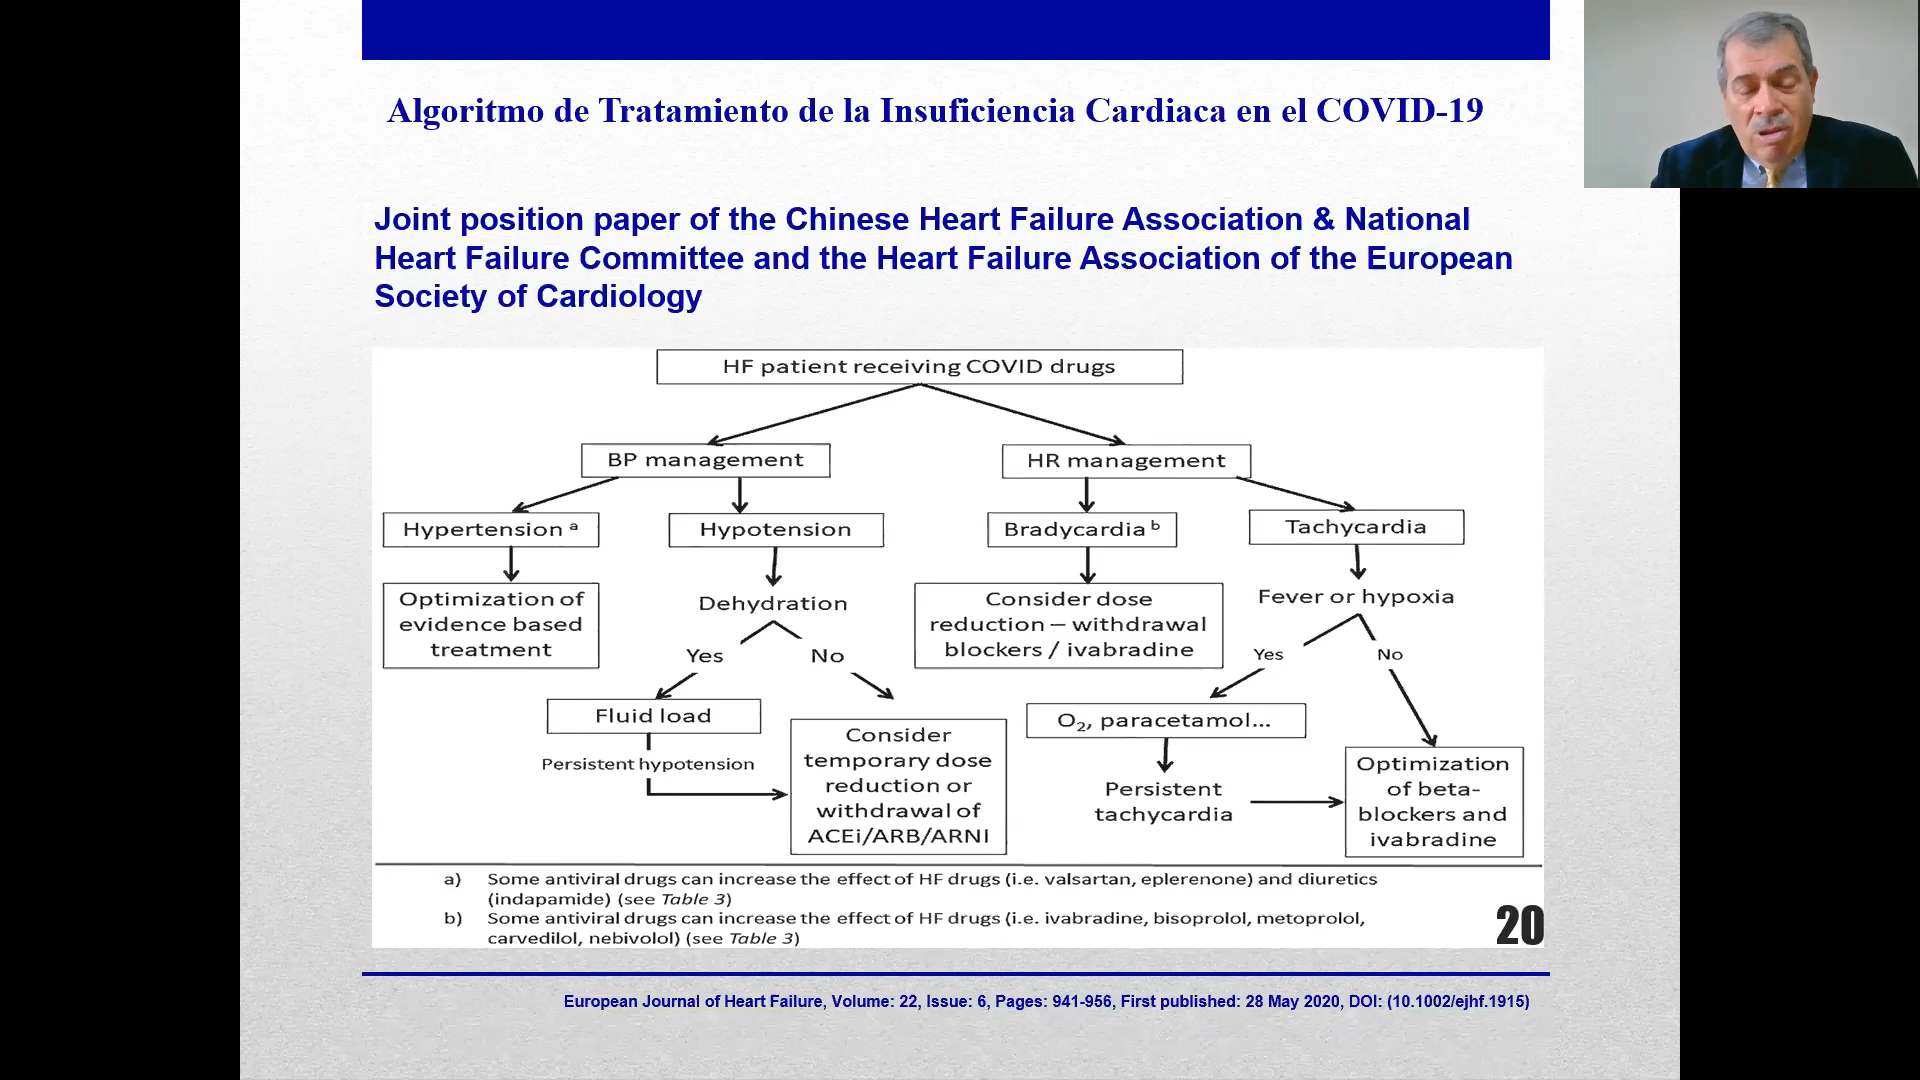 Algoritmo de Tratamiento de la Insuficiencia Cardiaca en el COVID-19
Joint position paper of the Chinese Heart Failure Association & National
Heart Failure Committee and the Heart Failure Association of the European
Society of Cardiology
HF patient receiving COVID drugs
BP management
HR management
Hypertension a
Hypotension
Bradycardia b
Tachycardia
Optimization of
evidence based
treatment
Dehydration
Yes
No
Fluid load
Persistent hypotension
Consider
temporary dose
reduction or
withdrawal of
ACEi/ARB/ARNI
Consider dose
reduction – withdrawal
blockers / ivabradine
Fever or hypoxia
Yes
No
O2, paracetamol...
Persistent
tachycardia
Optimization
of beta-
blockers and
ivabradine
a) Some antiviral drugs can increase the effect of HF drugs (i.e. valsartan, eplerenone) and diuretics
(indapamide) (see Table 3)
b) Some antiviral drugs can increase the effect of HF drugs (i.e. ivabradine, bisoprolol, metoprolol,
carvedilol, nebivolol) (see Table 3)
20
European Journal of Heart Failure, Volume: 22, Issue: 6, Pages: 941-956, First published: 28 May 2020, DOI: (10.1002/ejhf.1915)